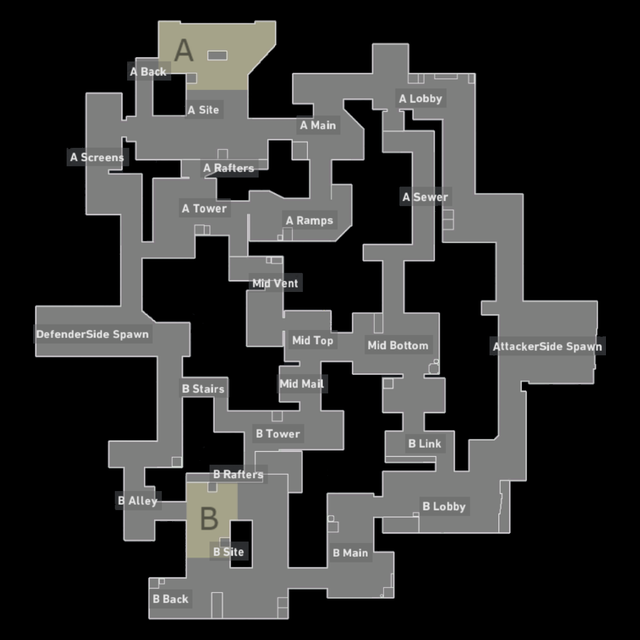 A
A Back
A Lobby
A Site
A Main
A Screens
A Rafters
A Sewer
A Tower
A Ramps
Mid Vent
DefenderSide Spawn
Mid Top
Mid Bottom
AttackerSide Spawn
Mid Mail
B Stairs
B Tower
B Link
B Rafters
B Alley
B Lobby
B
B Site
B Main
B Back